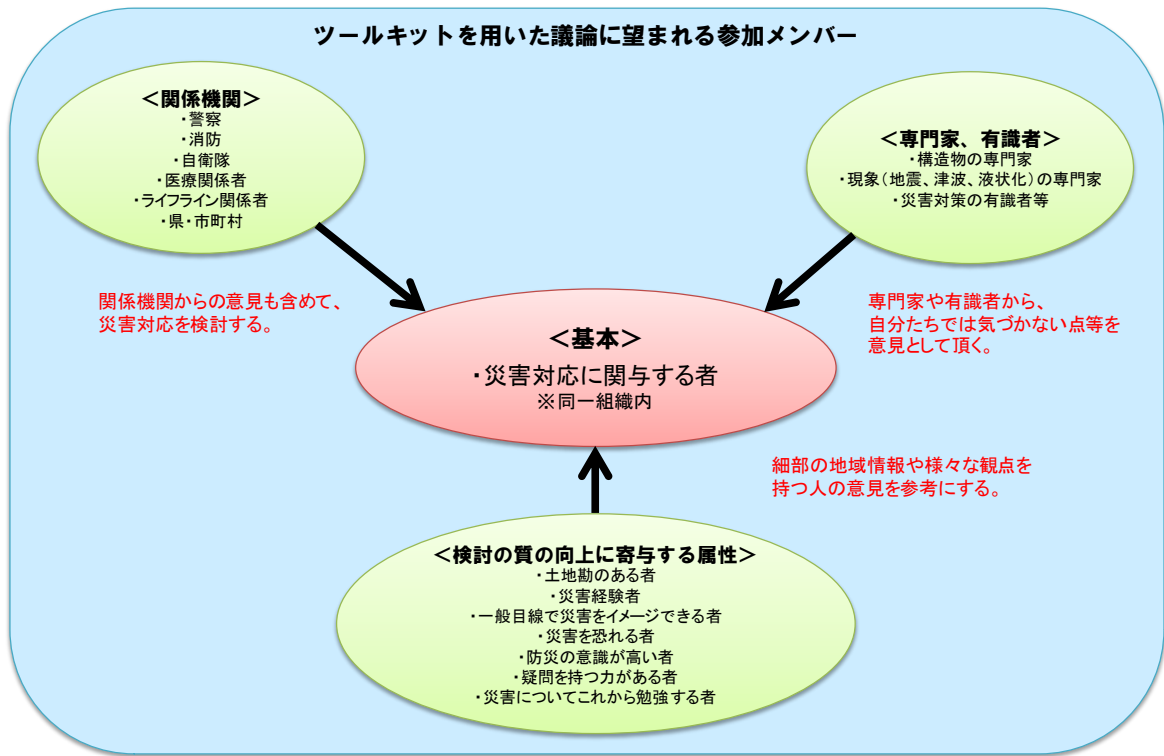 ツールキットを用いた議論に望まれる参加メンバー
＜関係機関＞
・警察
・消防
・自衛隊
・医療関係者
・ライフライン関係者
・県・市町村
＜専門家、有識者＞
・構造物の専門家
・現象（地震、津波、液状化）の専門家
・災害対策の有識者等
関係機関からの意見も含めて、
災害対応を検討する。
専門家や有識者から、
自分たちでは気づかない点等を
意見として頂く。
＜基本＞
・災害対応に関与する者
※同一組織内
細部の地域情報や様々な観点を
持つ人の意見を参考にする。
＜検討の質の向上に寄与する属性＞
・土地勘のある者
・災害経験者
・一般目線で災害をイメージできる者
・災害を恐れる者
・防災の意識が高い者
・疑問を持つ力がある者
・災害についてこれから勉強する者